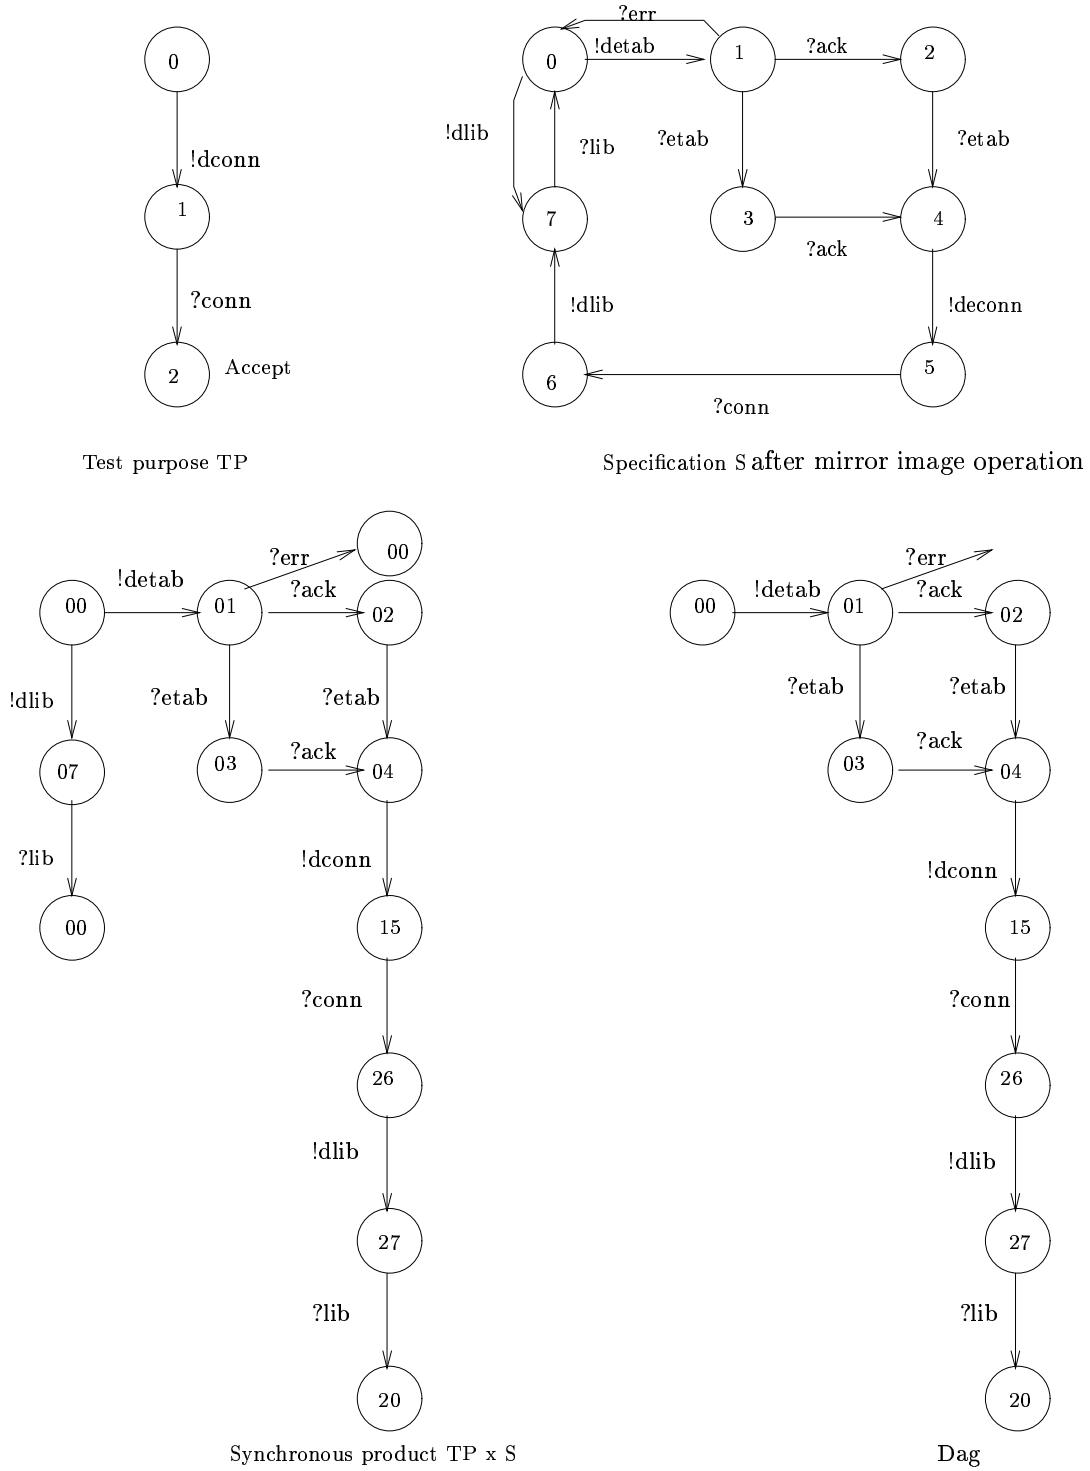 0
!dconn
1
?conn
2
Accept
Test purpose TP
?err
0
!detab
1
?ack
2
!dlib
?lib
?etab
?etab
7
3
4
?ack
!dlib
!deconn
6
5
?conn
Specification S after mirror image operation
00
?err
!detab
?ack
00
01
02
!dlib
?etab
?etab
07
03
?ack
04
?lib
!dconn
00
15
?conn
26
!dlib
27
?lib
20
Synchronous product TP x S
?err
00
!detab
01
?ack
02
?etab
?etab
03
?ack
04
!dconn
15
?conn
26
!dlib
27
?lib
20
Dag